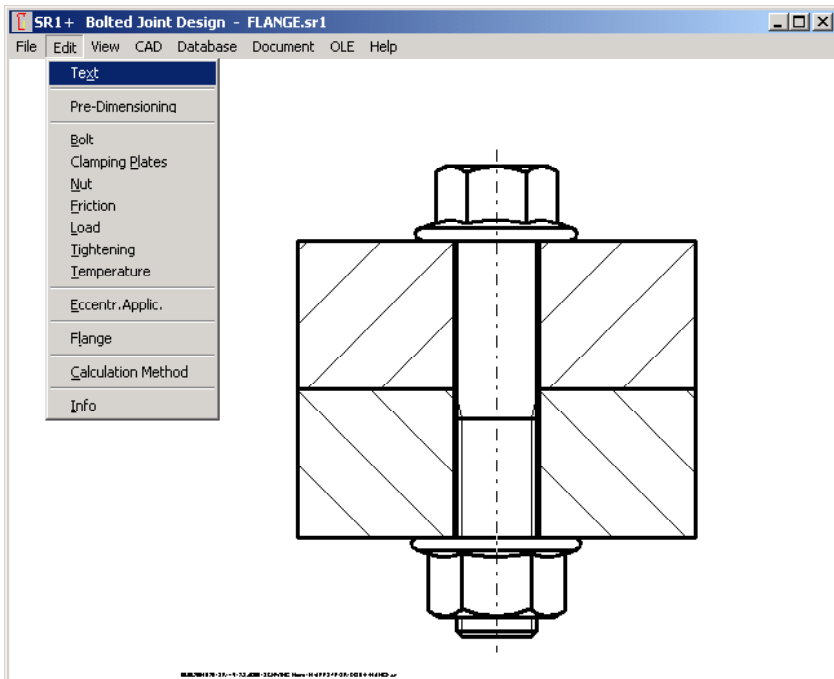 SR1+ Bolted Joint Design - FLANGE.sr1
File Edit View CAD Database Document OLE Help
Text
Pre-Dimensioning
Bolt
Clamping Plates
Nut
Friction
Load
Tightening
Temperature
Eccentr.Applic.
Flange
Calculation Method
Info